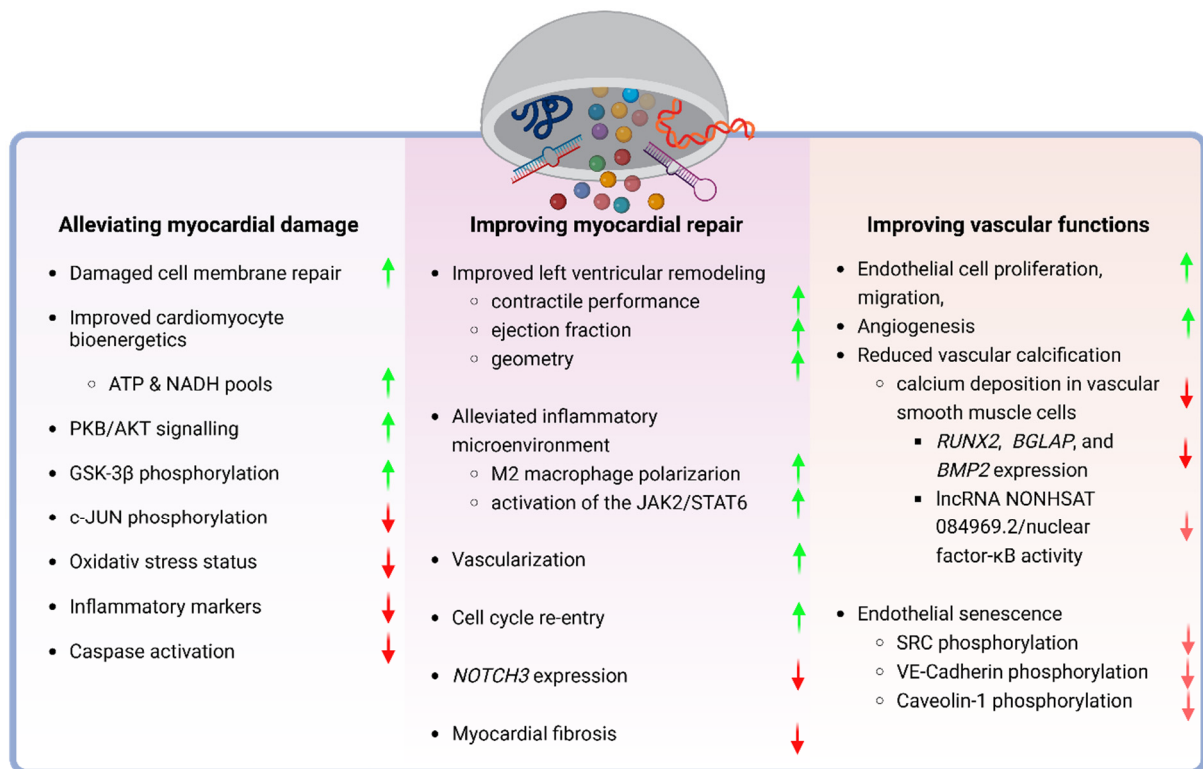 Alleviating myocardial damage
• Damaged cell membrane repair
• Improved cardiomyocyte
bioenergetics
○ ATP & NADH pools
• PKB/AKT signalling
• GSK-3β phosphorylation
• c-JUN phosphorylation
• Oxidativ stress status
• Inflammatory markers
• Caspase activation
Improving myocardial repair
• Improved left ventricular remodeling
○ contractile performance
○ ejection fraction
○ geometry
• Alleviated inflammatory
microenvironment
○ M2 macrophage polarizarion
○ activation of the JAK2/STAT6
• Vascularization
• Cell cycle re-entry
• NOTCH3 expression
• Myocardial fibrosis
Improving vascular functions
• Endothelial cell proliferation,
migration,
• Angiogenesis
• Reduced vascular calcification
○ calcium deposition in vascular
smooth muscle cells
▪ RUNX2, BGLAP, and
BMP2 expression
▪ lncRNA NONHSAT
084969.2/nuclear
factor-κB activity
• Endothelial senescence
○ SRC phosphorylation
○ VE-Cadherin phosphorylation
○ Caveolin-1 phosphorylation